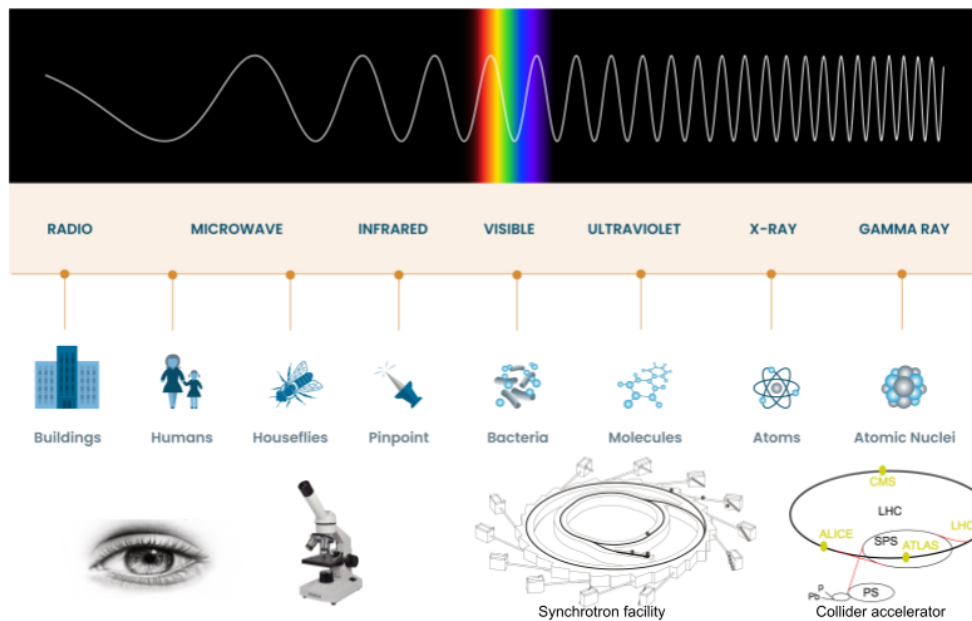 RADIO MICROWAVE INFRARED VISIBLE ULTRAVIOLET X-RAY GAMMA RAY
Buildings Humans Houseflies Pinpoint Bacteria Molecules Atoms Atomic Nuclei
CMS
LHC
LHC
ALICE
SPS
ATLAS
p
Pb
PS
Synchrotron facility Collider accelerator